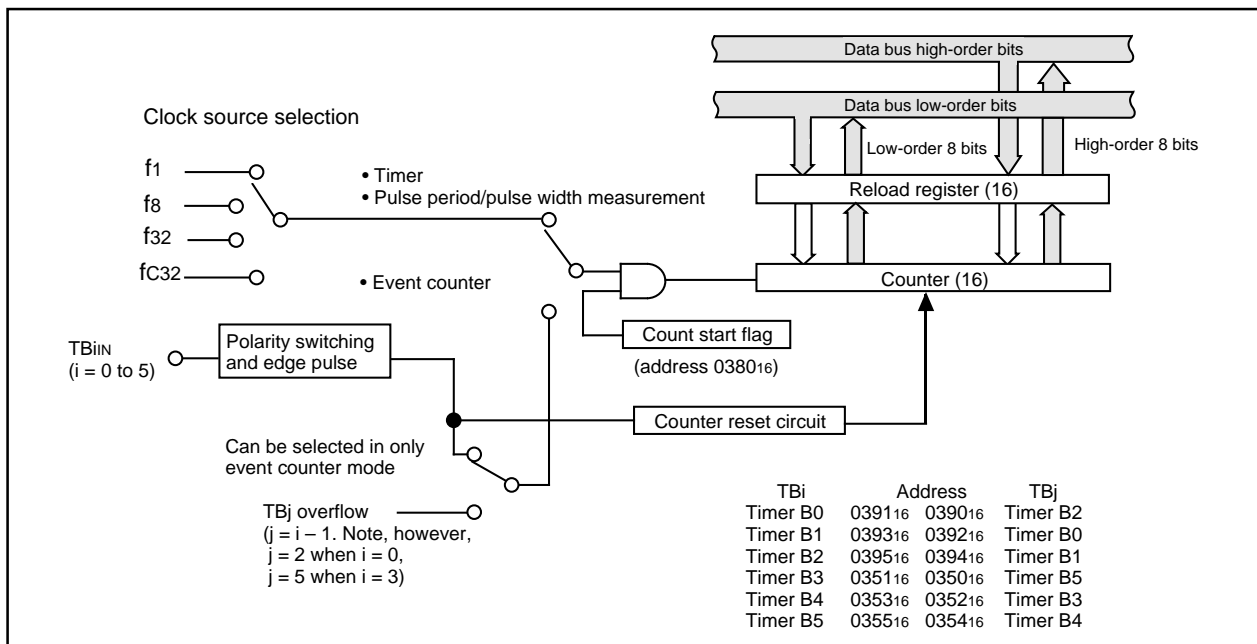 Data bus high-order bits
Data bus low-order bits
Clock source selection
Low-order 8 bits
High-order 8 bits
f1
• Timer
• Pulse period/pulse width measurement
Reload register (16)
f8
f32
fC32
• Event counter
Counter (16)
Polarity switching
and edge pulse
TBiIN
(i = 0 to 5)
Count start flag
(address 038016)
Counter reset circuit
Can be selected in only
event counter mode
TBj overflow
(j = i – 1. Note, however,
j = 2 when i = 0,
j = 5 when i = 3)
TBi Address TBj
Timer B0 039116 039016 Timer B2
Timer B1 039316 039216 Timer B0
Timer B2 039516 039416 Timer B1
Timer B3 035116 035016 Timer B5
Timer B4 035316 035216 Timer B3
Timer B5 035516 035416 Timer B4